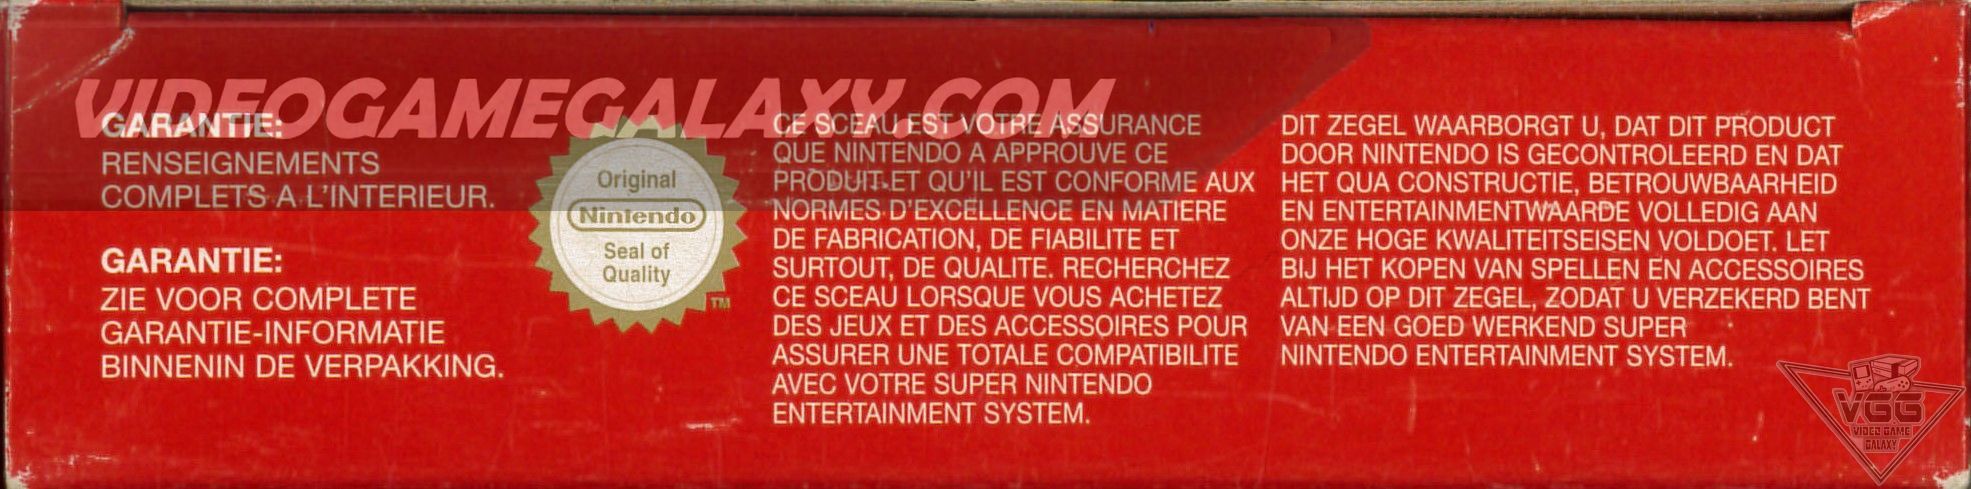 VIDEOGAMEGALAXY.COM
GARANTIE:
RENSEIGNEMENTS
COMPLETS A L'INTERIEUR.
GARANTIE:
ZIE VOOR COMPLETE
GARANTIE-INFORMATIE
BINNENIN DE VERPAKKING.
Original
Nintendo
Seal of
Quality
TM
CE SCEAU EST VOTRE ASSURANCE
QUE NINTENDO A APPROUVE CE
PRODUIT ET QU'IL EST CONFORME AUX
NORMES D'EXCELLENCE EN MATIERE
DE FABRICATION, DE FIABILITE ET
SURTOUT, DE QUALITE. RECHERCHEZ
CE SCEAU LORSQUE VOUS ACHETEZ
DES JEUX ET DES ACCESSOIRES POUR
ASSURER UNE TOTALE COMPATIBILITE
AVEC VOTRE SUPER NINTENDO
ENTERTAINMENT SYSTEM.
DIT ZEGEL WAARBORGT U, DAT DIT PRODUCT
DOOR NINTENDO IS GECONTROLEERD EN DAT
HET QUA CONSTRUCTIE, BETROUWBAARHEID
EN ENTERTAINMENTWAARDE VOLLEDIG AAN
ONZE HOGE KWALITEITSEISEN VOLDOET. LET
BIJ HET KOPEN VAN SPELLEN EN ACCESSOIRES
ALTIJD OP DIT ZEGEL, ZODAT U VERZEKERD BENT
VAN EEN GOED WERKEND SUPER
NINTENDO ENTERTAINMENT SYSTEM.
VGG
VIDEO GAME
GALAXY